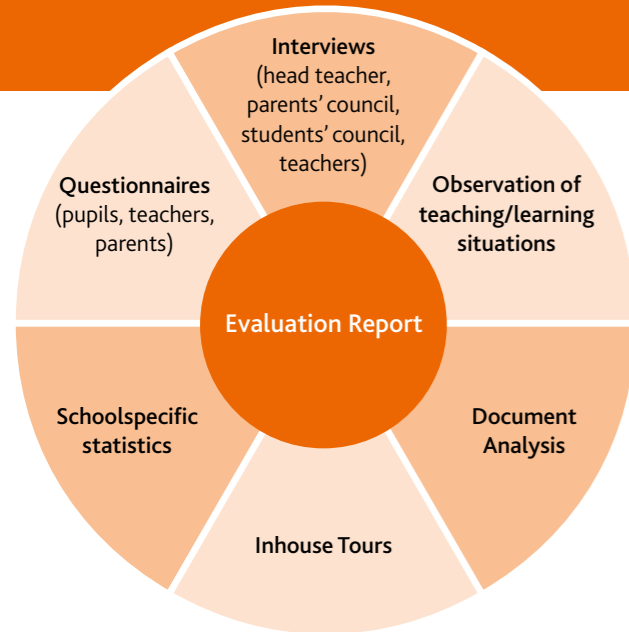 Interviews
(head teacher,
parents’ council,
students’ council,
teachers)
Observation of
teaching/learning
situations
Document
Analysis
Inhouse Tours
Schoolspecific
statistics
Questionnaires
(pupils, teachers,
parents)
Evaluation Report